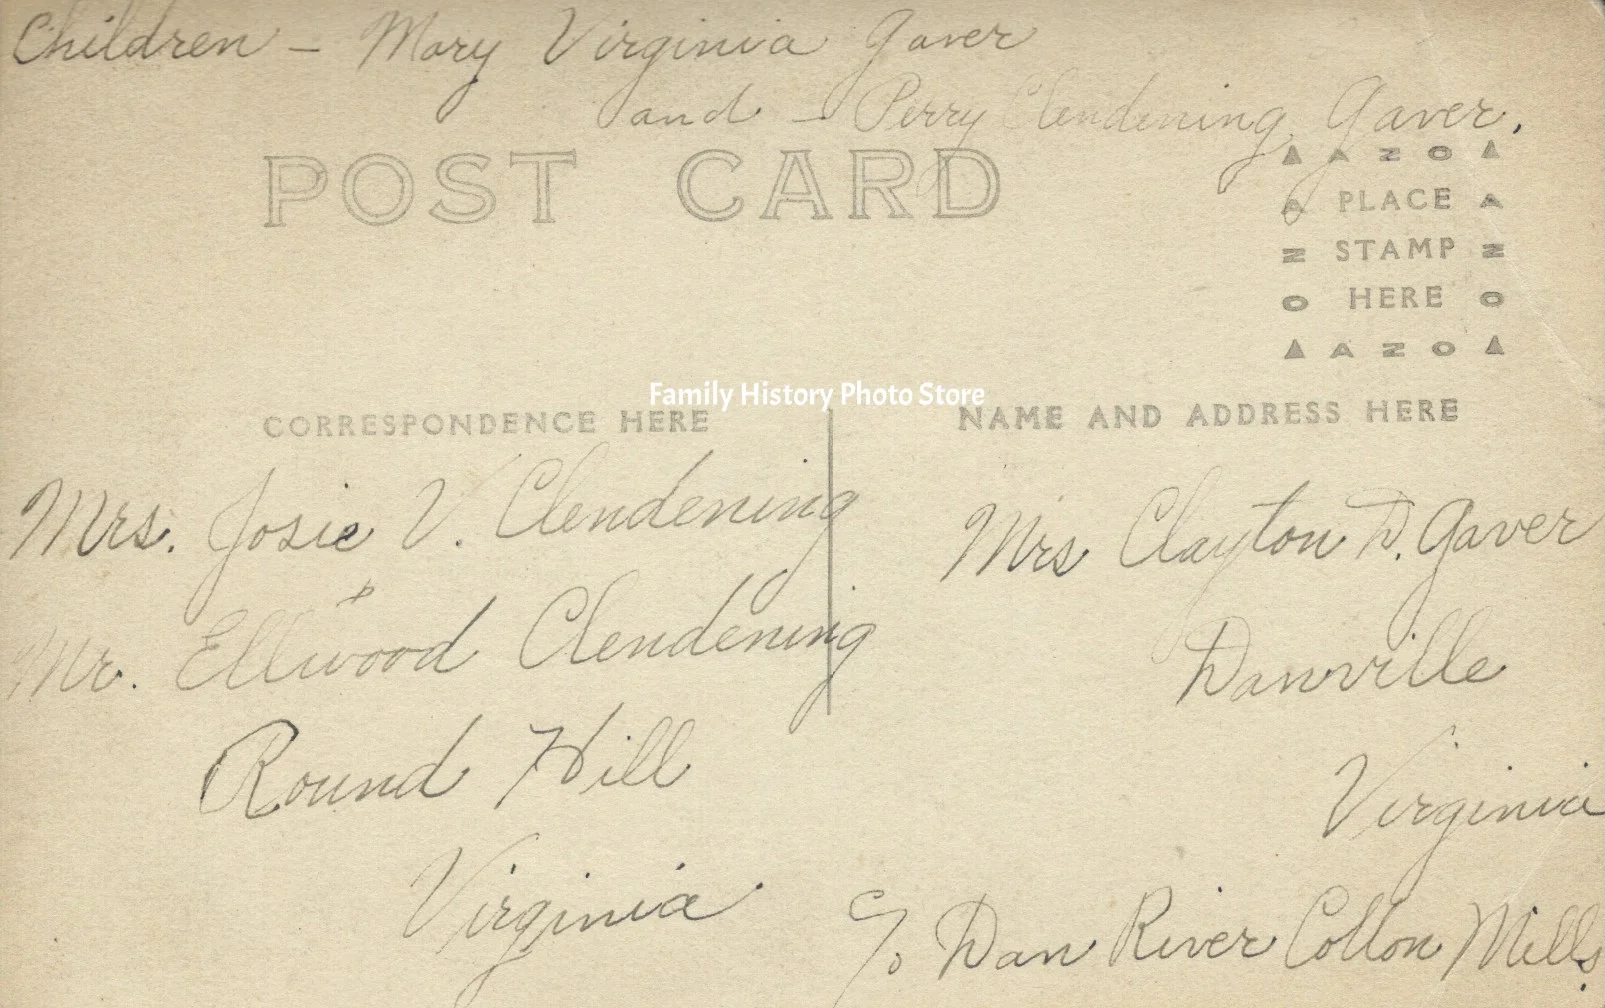 Children - Mary Virginia Gaver
and - Perry Clendening Gaver.
POST CARD
▲ A Z O ▲
A PLACE A
Z STAMP Z
O HERE O
▲ A Z O ▲
Family History Photo Store
CORRESPONDENCE HERE
NAME AND ADDRESS HERE
Mrs. Josie V. Clendening
+
Mr. Ellwood Clendening
Round Hill
Virginia
Mrs Clayton D. Gaver
Danville
Virginia
c/o Dan River Cotton Mills.